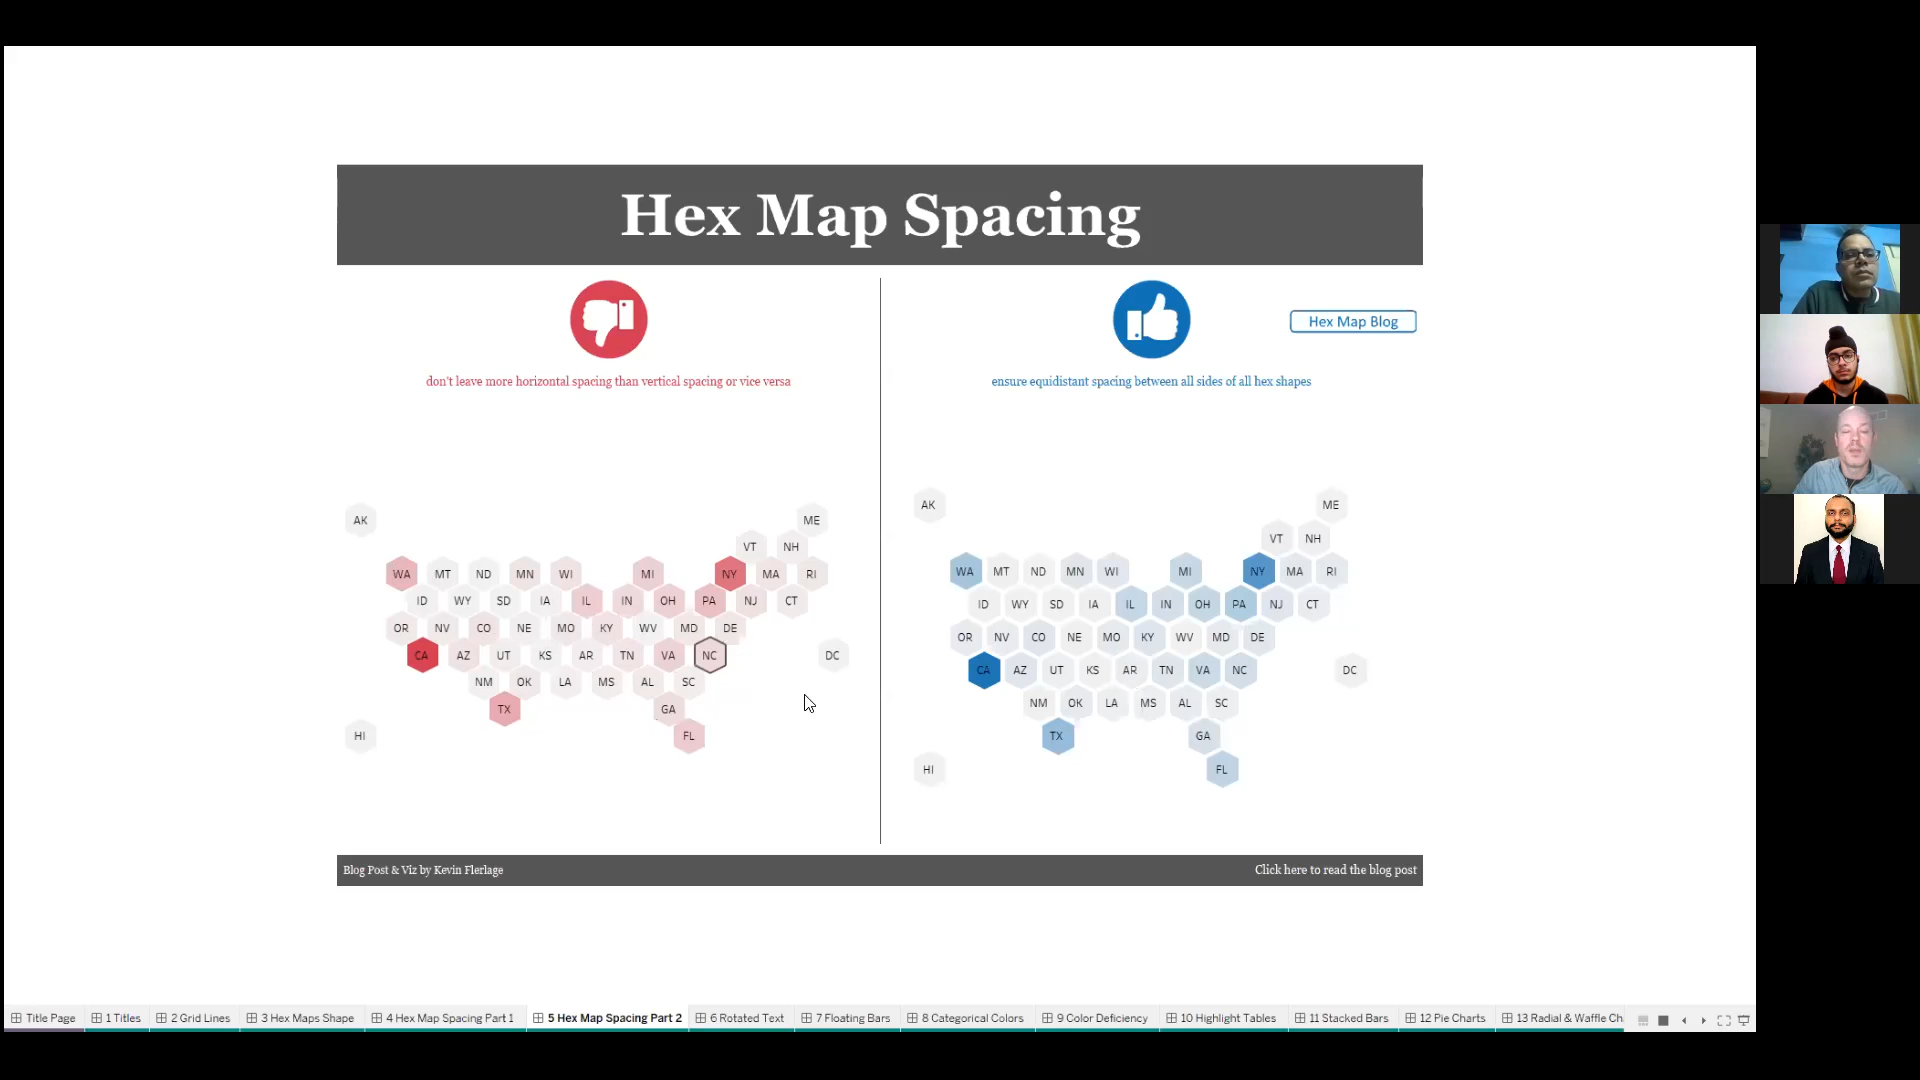 Hex Map Spacing
Hex Map Blog
don't leave more horizontal spacing than vertical spacing or vice versa
ensure equidistant spacing between all sides of all hex shapes
AK ME
VT NH
WA MT ND MN WI MI NY MA RI
ID WY SD IA IL IN OH PA NJ CT
OR NV CO NE MO KY WV MD DE
CA AZ UT KS AR TN VA NC DC
NM OK LA MS AL SC
TX GA
HI FL
AK ME
VT NH
WA MT ND MN WI MI NY MA RI
ID WY SD IA IL IN OH PA NJ CT
OR NV CO NE MO KY WV MD DE
CA AZ UT KS AR TN VA NC DC
NM OK LA MS AL SC
TX GA
HI FL
Blog Post & Viz by Kevin Flerlage
Click here to read the blog post
Title Page 1 Titles 2 Grid Lines 3 Hex Maps Shape 4 Hex Map Spacing Part 1 5 Hex Map Spacing Part 2 6 Rotated Text 7 Floating Bars 8 Categorical Colors 9 Color Deficiency 10 Highlight Tables 11 Stacked Bars 12 Pie Charts 13 Radial & Waffle Ch